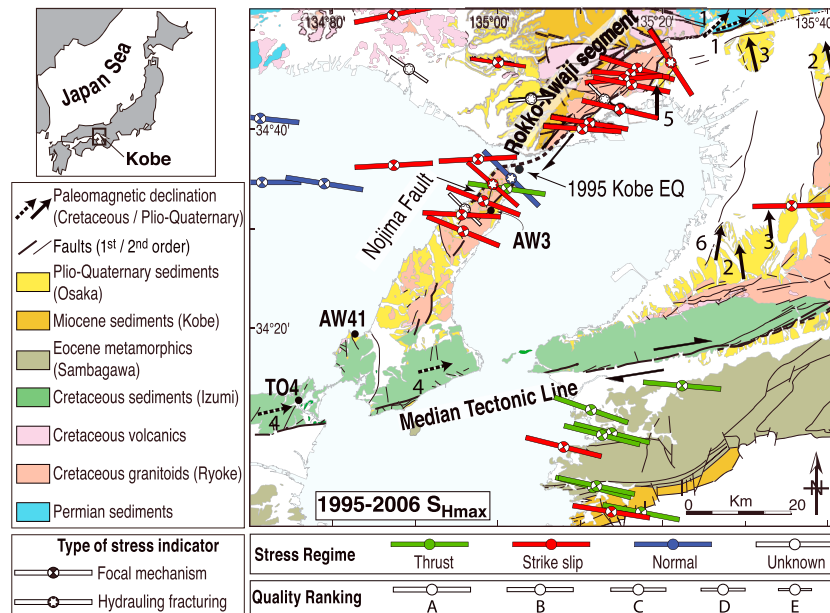 134°80'
135°00'
135°20'
135°40'
Japan Sea
Kobe
34°40'
34°20'
Rokko-Awaji segment
1
3
2
5
1995 Kobe EQ
Nojima Fault
AW3
6
2
3
AW41
TO4
4
4
Median Tectonic Line
1995-2006 SHmax
0 Km 20
N
Paleomagnetic declination
(Cretaceous / Plio-Quaternary)
Faults (1st / 2nd order)
Plio-Quaternary sediments
(Osaka)
Miocene sediments (Kobe)
Eocene metamorphics
(Sambagawa)
Cretaceous sediments (Izumi)
Cretaceous volcanics
Cretaceous granitoids (Ryoke)
Permian sediments
Type of stress indicator
Focal mechanism
Hydrauling fracturing
Stress Regime
Thrust
Strike slip
Normal
Unknown
Quality Ranking
A
B
C
D
E